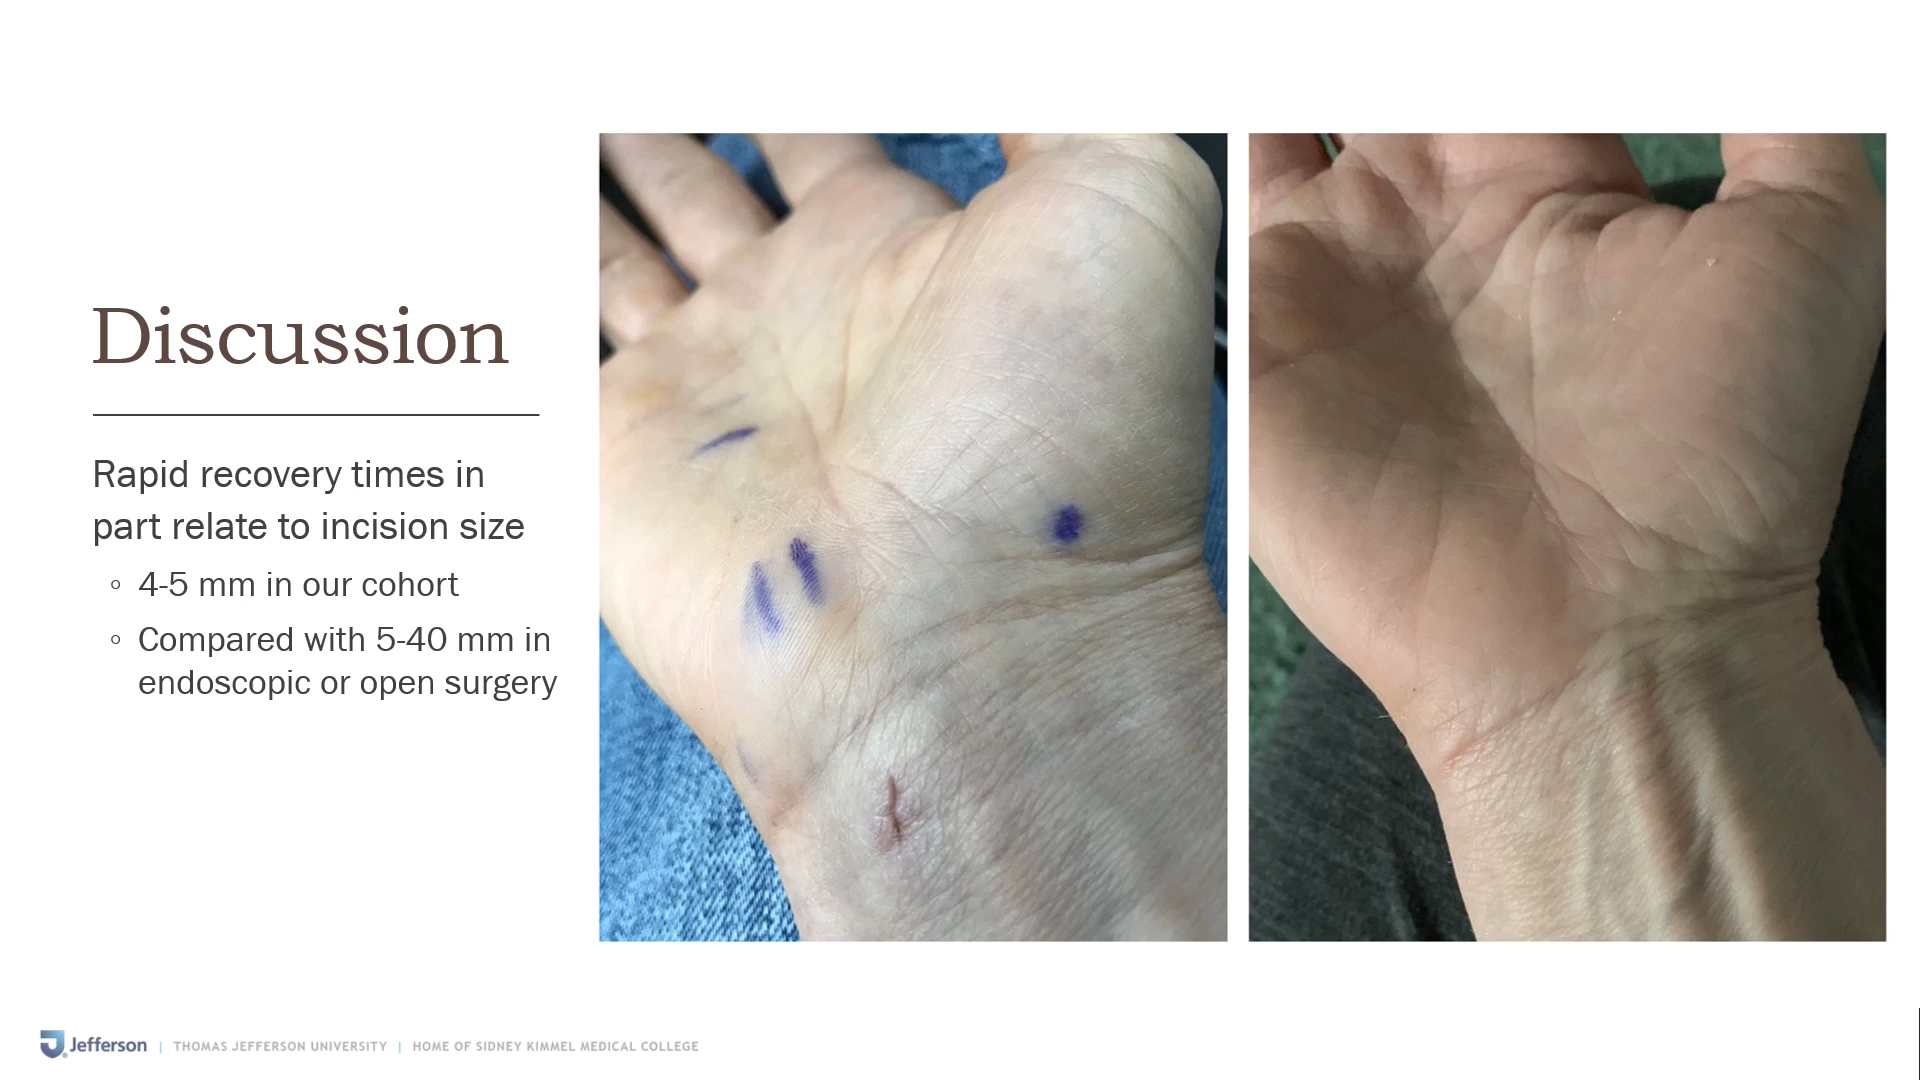 Discussion
Rapid recovery times in
part relate to incision size
◦ 4-5 mm in our cohort
◦ Compared with 5-40 mm in
endoscopic or open surgery
Jefferson | THOMAS JEFFERSON UNIVERSITY | HOME OF SIDNEY KIMMEL MEDICAL COLLEGE